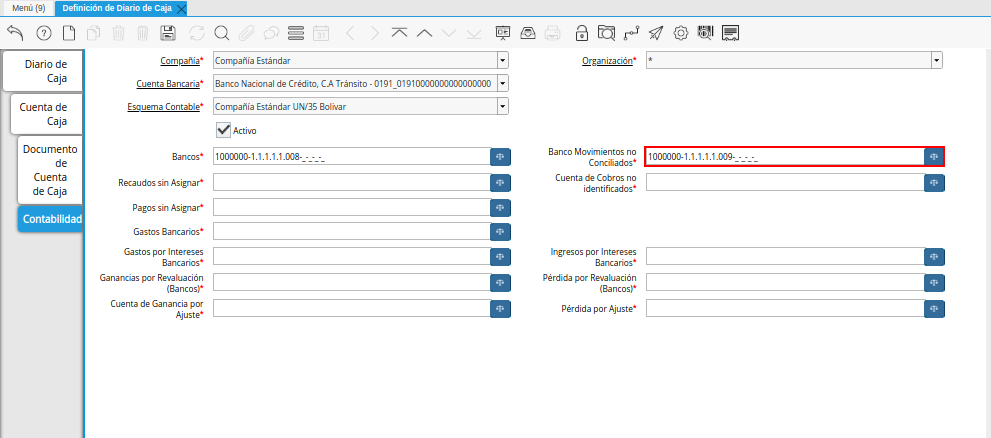 Menú (9)
Definición de Diario de Caja
Diario de
Caja
Cuenta de
Caja
Documento
de
Cuenta
de Caja
Contabilidad
Compañía* Compañía Estándar
Organización* *
Cuenta Bancaria* Banco Nacional de Crédito, C.A Tránsito - 0191_01910000000000000000
Esquema Contable* Compañía Estándar UN/35 Bolivar
Activo
Bancos* 1000000-1.1.1.1.1.008-_-_-_-_
Banco Movimientos no
Conciliados* 1000000-1.1.1.1.1.009-_-_-_-_
Recaudos sin Asignar*
Cuenta de Cobros no
identificados*
Pagos sin Asignar*
Gastos Bancarios*
Gastos por Intereses
Bancarios*
Ingresos por Intereses
Bancarios*
Ganancias por Revaluación
(Bancos)*
Pérdida por Revaluación
(Bancos)*
Cuenta de Ganancia por
Ajuste*
Pérdida por Ajuste*